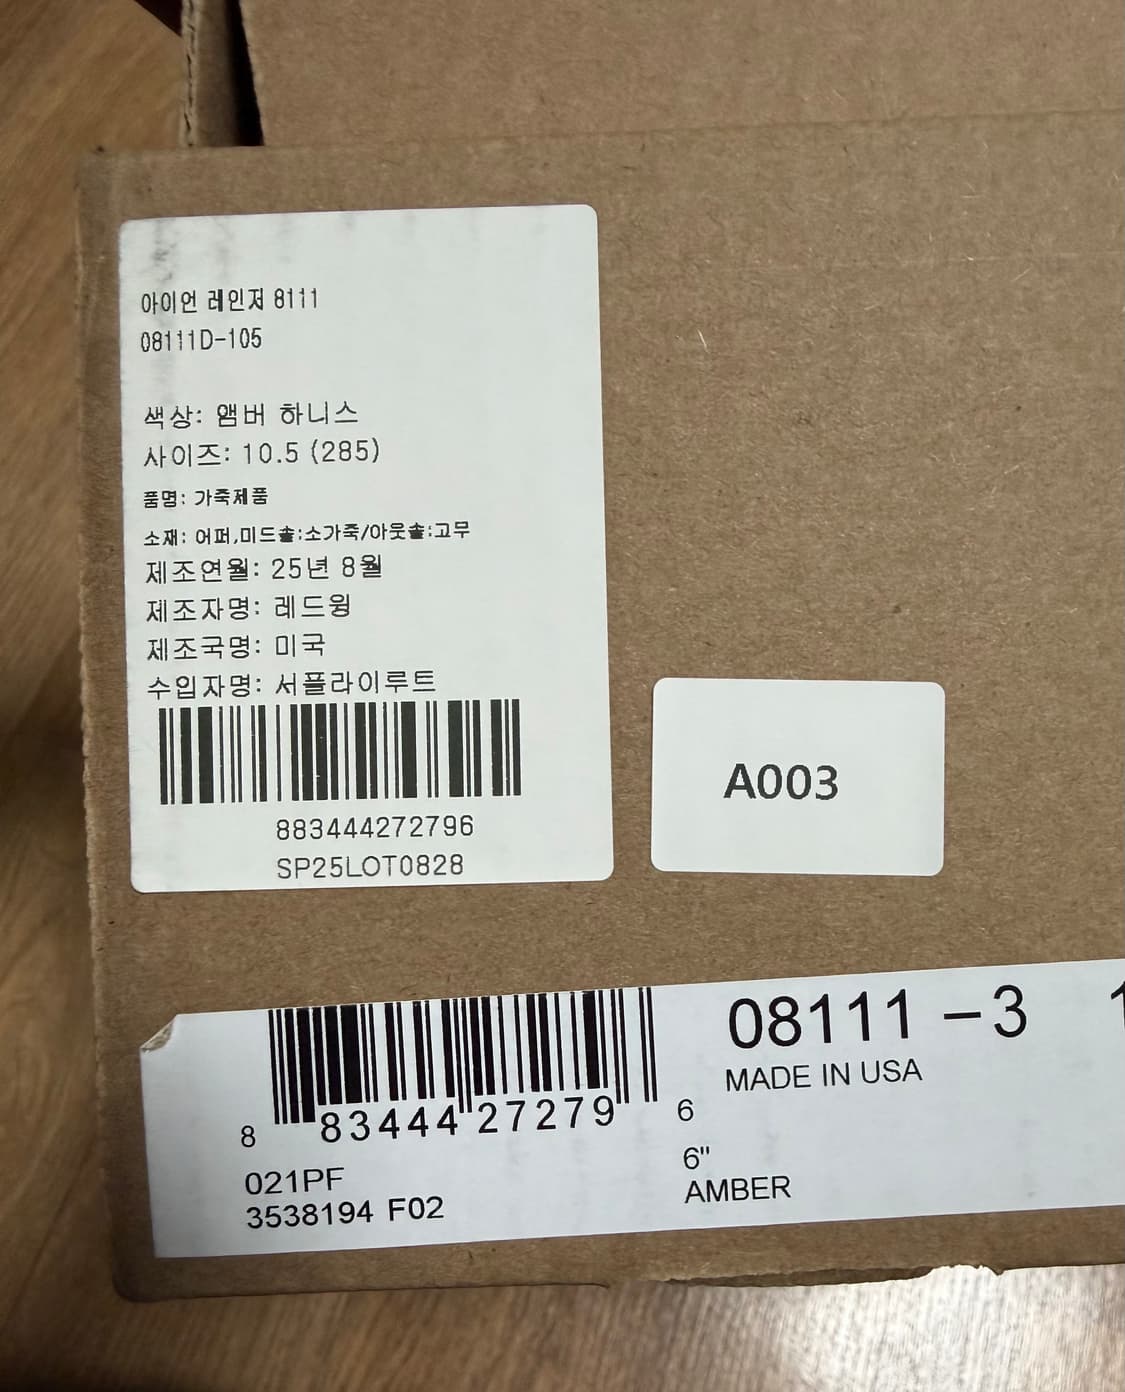 아이언 레인저 8111
08111D-105
색상: 앰버 하니스
사이즈: 10.5 (285)
품명: 가죽제품
소재: 어퍼,미드솔:소가죽/아웃솔:고무
제조연월: 25년 8월
제조자명: 레드윙
제조국명: 미국
수입자명: 서플라이루트
883444272796
SP25LOT0828
A003
08111 -3
MADE IN USA
8 83444 27279 6
021PF
3538194 F02
6"
AMBER